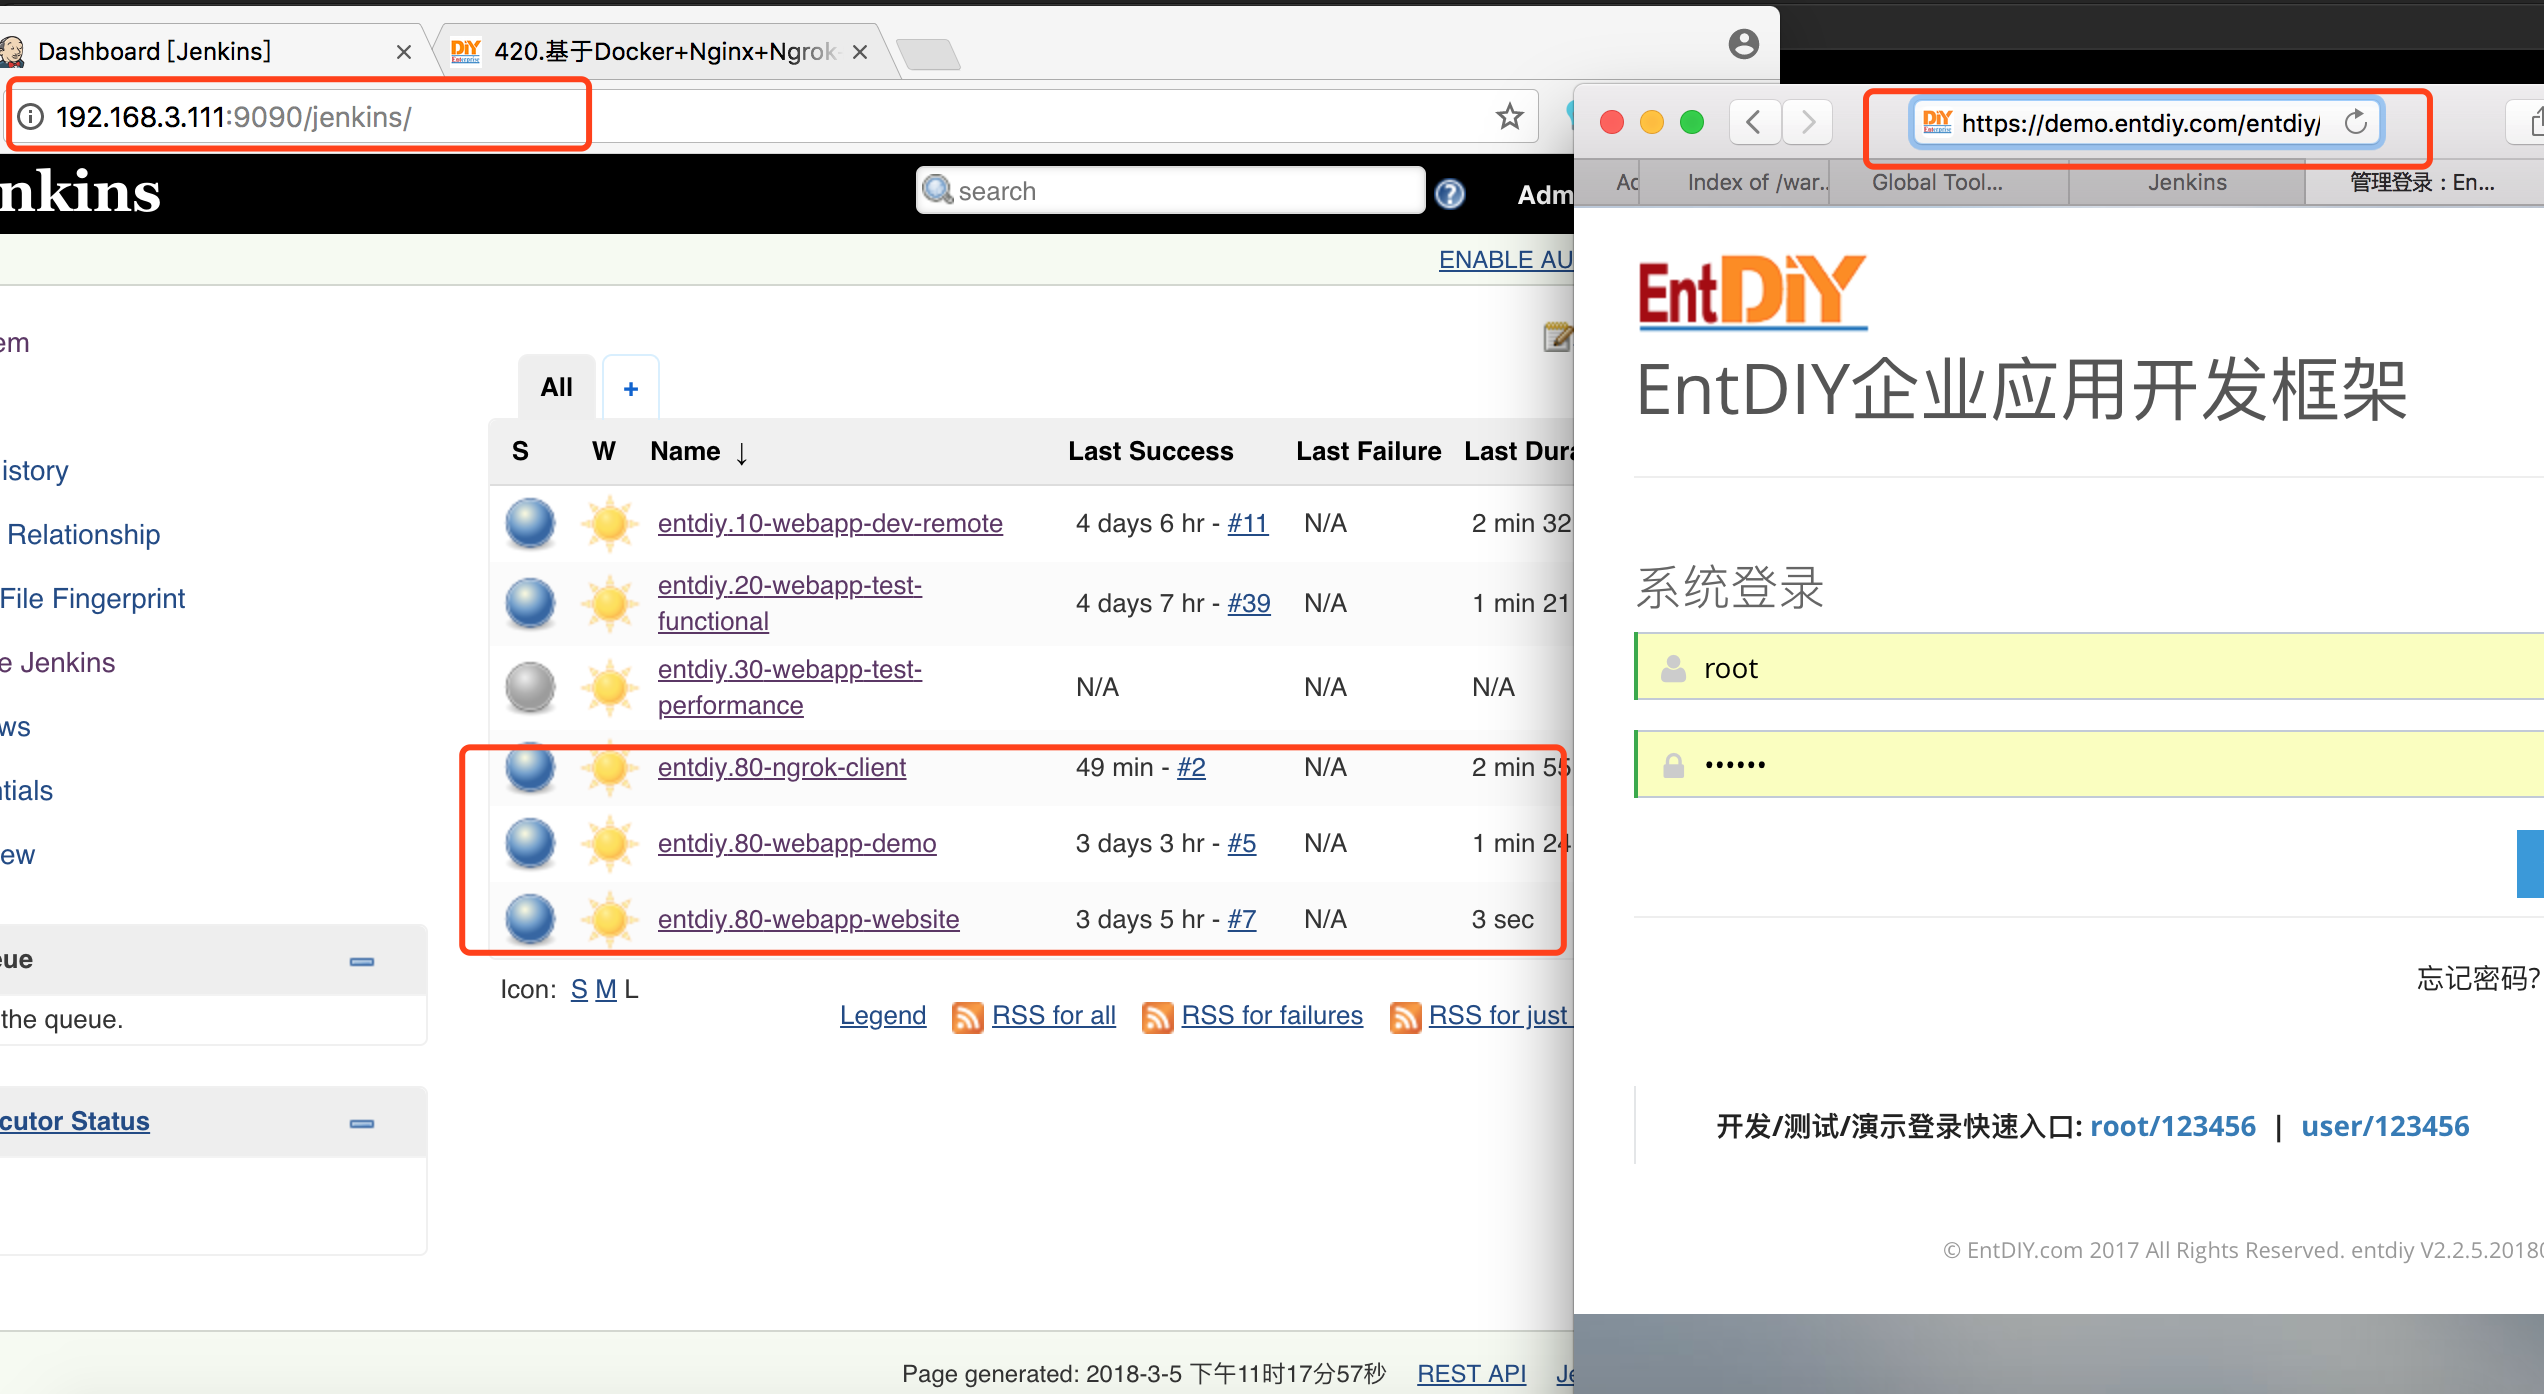 Dashboard [Jenkins]
420.基于Docker+Nginx+Ngrok
192.168.3.111:9090/jenkins/
nkins
search
Adm
ENABLE AU
em
istory
Relationship
File Fingerprint
e Jenkins
ws
ntials
ew
ue
the queue.
cutor Status
All
+
S W Name ↓ Last Success Last Failure Last Dura
entdiy.10-webapp-dev-remote 4 days 6 hr - #11 N/A 2 min 32
entdiy.20-webapp-test-
functional 4 days 7 hr - #39 N/A 1 min 21
entdiy.30-webapp-test-
performance N/A N/A N/A
entdiy.80-ngrok-client 49 min - #2 N/A 2 min 55
entdiy.80-webapp-demo 3 days 3 hr - #5 N/A 1 min 24
entdiy.80-webapp-website 3 days 5 hr - #7 N/A 3 sec
Icon: S M L
Legend RSS for all RSS for failures RSS for just
Page generated: 2018-3-5 下午11时17分57秒 REST API Je
DiY https://demo.entdiy.com/entdiy/
Ad Index of /war... Global Tool... Jenkins 管理登录：En...
EntDiY
EntDIY企业应用开发框架
系统登录
root
••••••
忘记密码?
开发/测试/演示登录快速入口: root/123456 | user/123456
© EntDIY.com 2017 All Rights Reserved. entdiy V2.2.5.20180